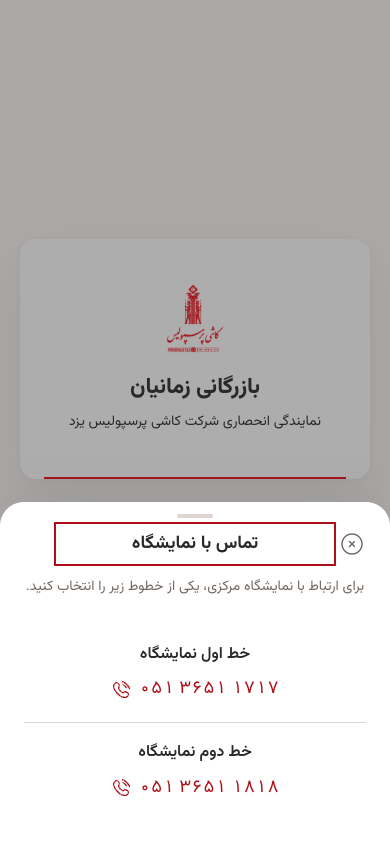 کاشی پرسپولیس
بازرگانی زمانیان
نمایندگی انحصاری شرکت کاشی پرسپولیس یزد
تماس با نمایشگاه
برای ارتباط با نمایشگاه مرکزی، یکی از خطوط زیر را انتخاب کنید.
خط اول نمایشگاه
۰۵۱ ۳۶۵۱ ۱۷۱۷
خط دوم نمایشگاه
۰۵۱ ۳۶۵۱ ۱۸۱۸